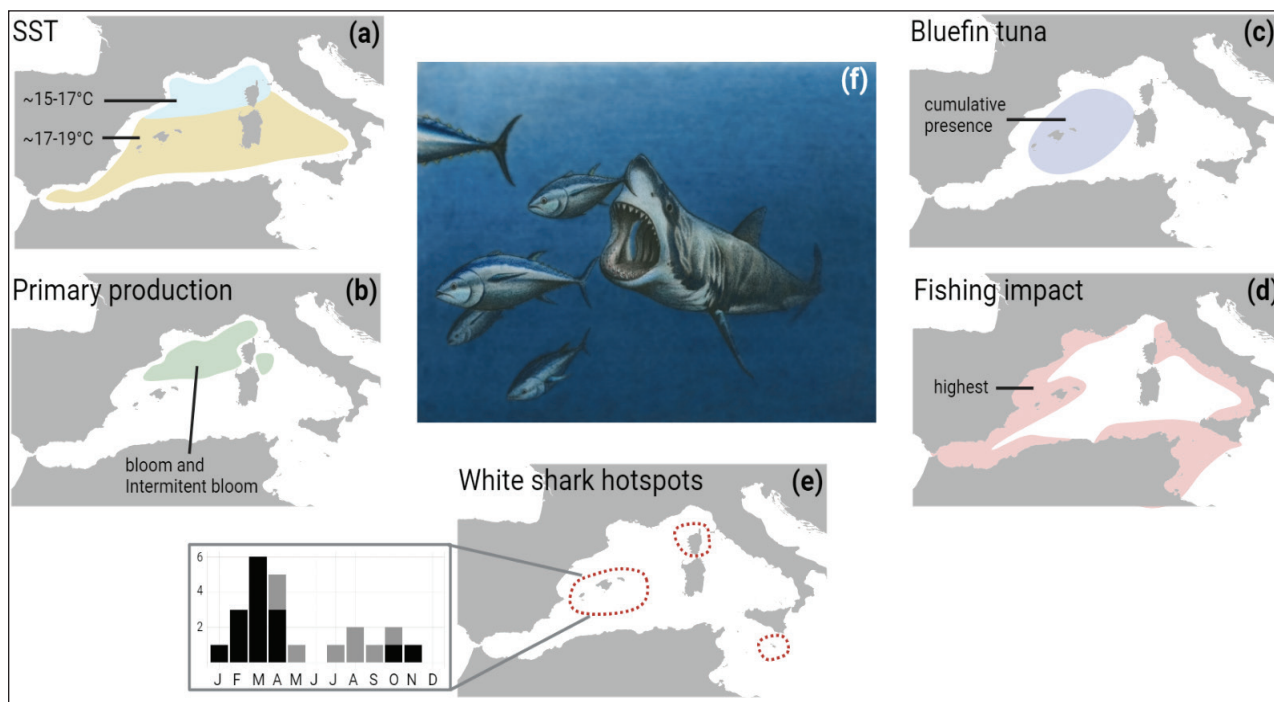 SST
(a)
~15-17°C
~17-19°C
Primary production
(b)
bloom and
Intermitent bloom
(f)
Bluefin tuna
(c)
cumulative
presence
Fishing impact
(d)
highest
White shark hotspots
(e)
6
4
2
J F M A M J J A S O N D